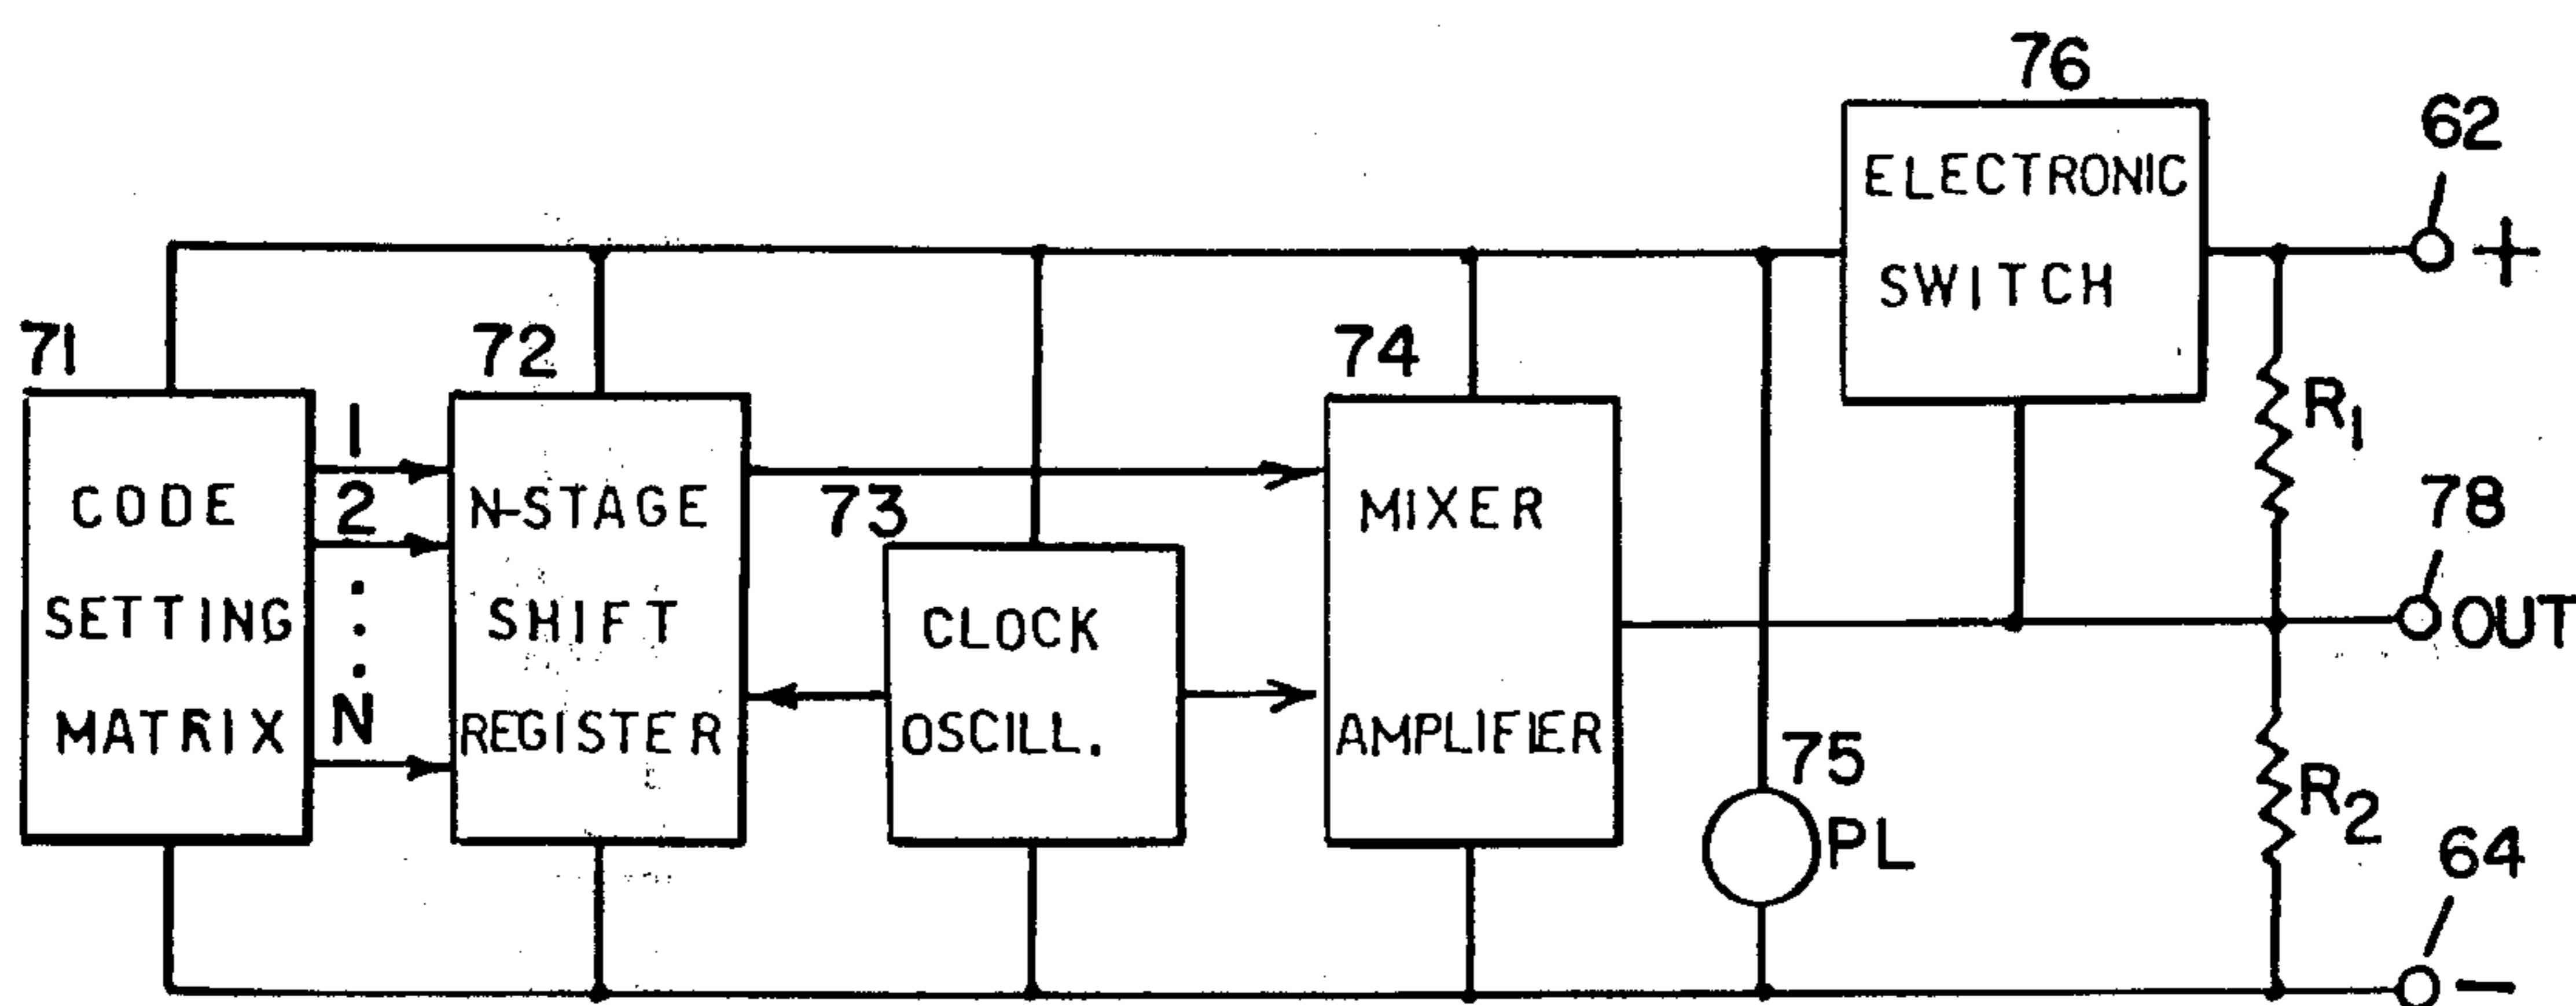 76
62
ELECTRONIC
SWITCH
+
71
72
74
R1
1
CODE
SETTING
MATRIX
2
N
N-STAGE
SHIFT
REGISTER
73
CLOCK
OSCILL.
MIXER
AMPLIFIER
78
OUT
75
PL
R2
64
-